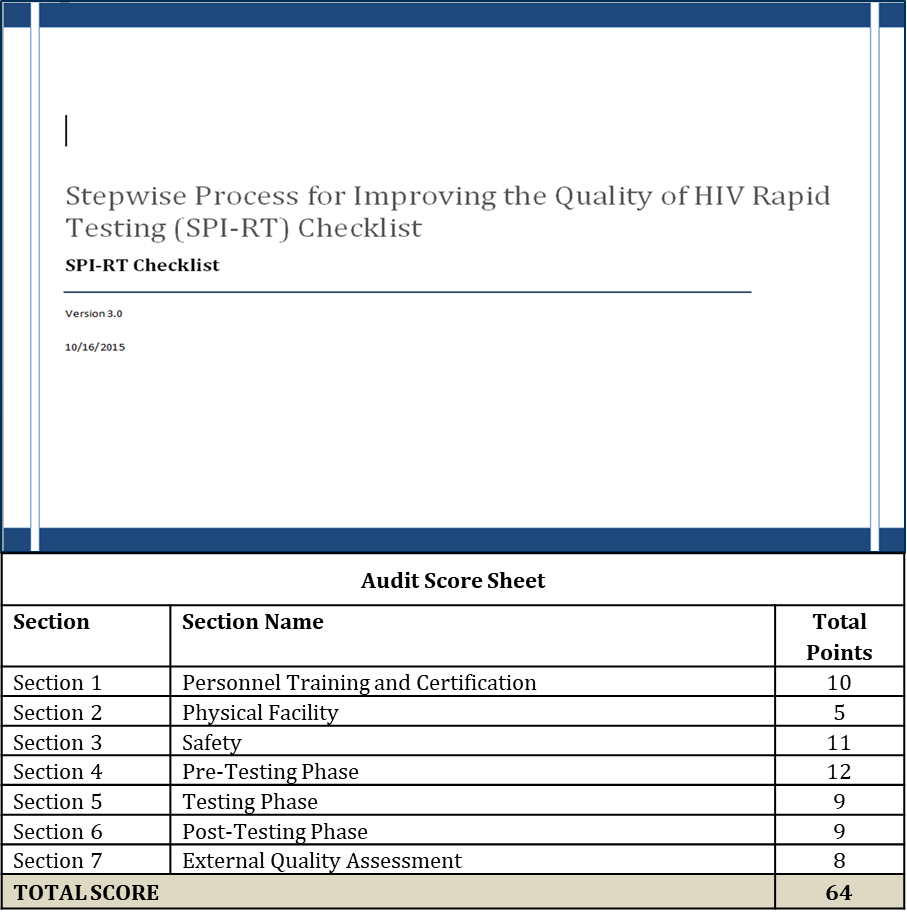 Stepwise Process for Improving the Quality of HIV Rapid
Testing (SPI-RT) Checklist
SPI-RT Checklist
Version 3.0
10/16/2015
Audit Score Sheet
Section Section Name Total
Points
Section 1 Personnel Training and Certification 10
Section 2 Physical Facility 5
Section 3 Safety 11
Section 4 Pre-Testing Phase 12
Section 5 Testing Phase 9
Section 6 Post-Testing Phase 9
Section 7 External Quality Assessment 8
TOTAL SCORE 64